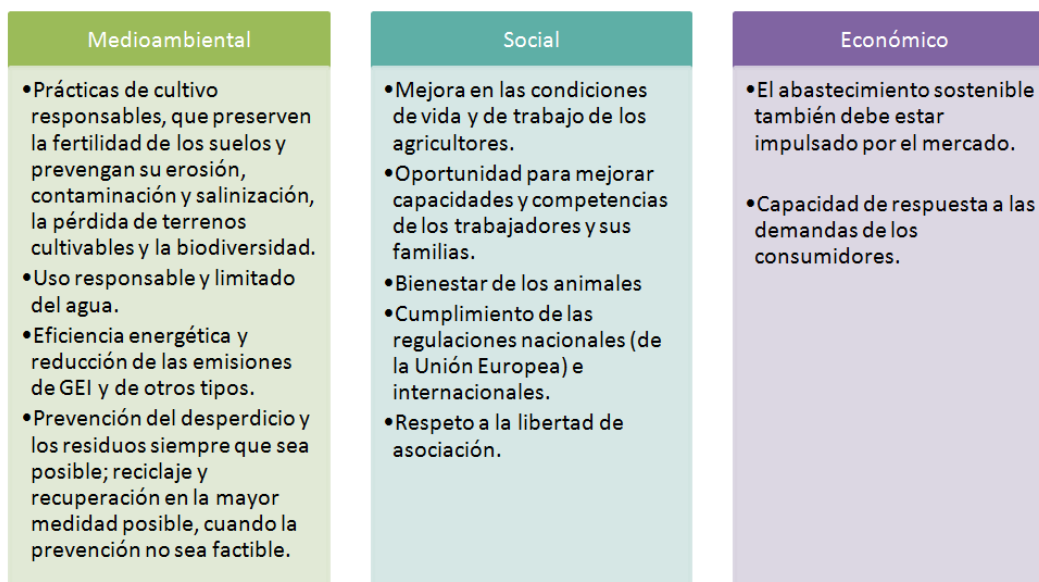 Medioambiental
•Prácticas de cultivo
responsables, que preserven
la fertilidad de los suelos y
prevengan su erosión,
contaminación y salinización,
la pérdida de terrenos
cultivables y la biodiversidad.
•Uso responsable y limitado
del agua.
•Eficiencia energética y
reducción de las emisiones
de GEI y de otros tipos.
•Prevención del desperdicio y
los residuos siempre que sea
posible; reciclaje y
recuperación en la mayor
medidad posible, cuando la
prevención no sea factible.
Social
•Mejora en las condiciones
de vida y de trabajo de los
agricultores.
•Oportunidad para mejorar
capacidades y competencias
de los trabajadores y sus
familias.
•Bienestar de los animales
•Cumplimiento de las
regulaciones nacionales (de
la Unión Europea) e
internacionales.
•Respeto a la libertad de
asociación.
Económico
•El abastecimiento sostenible
también debe estar
impulsado por el mercado.
•Capacidad de respuesta a las
demandas de los
consumidores.